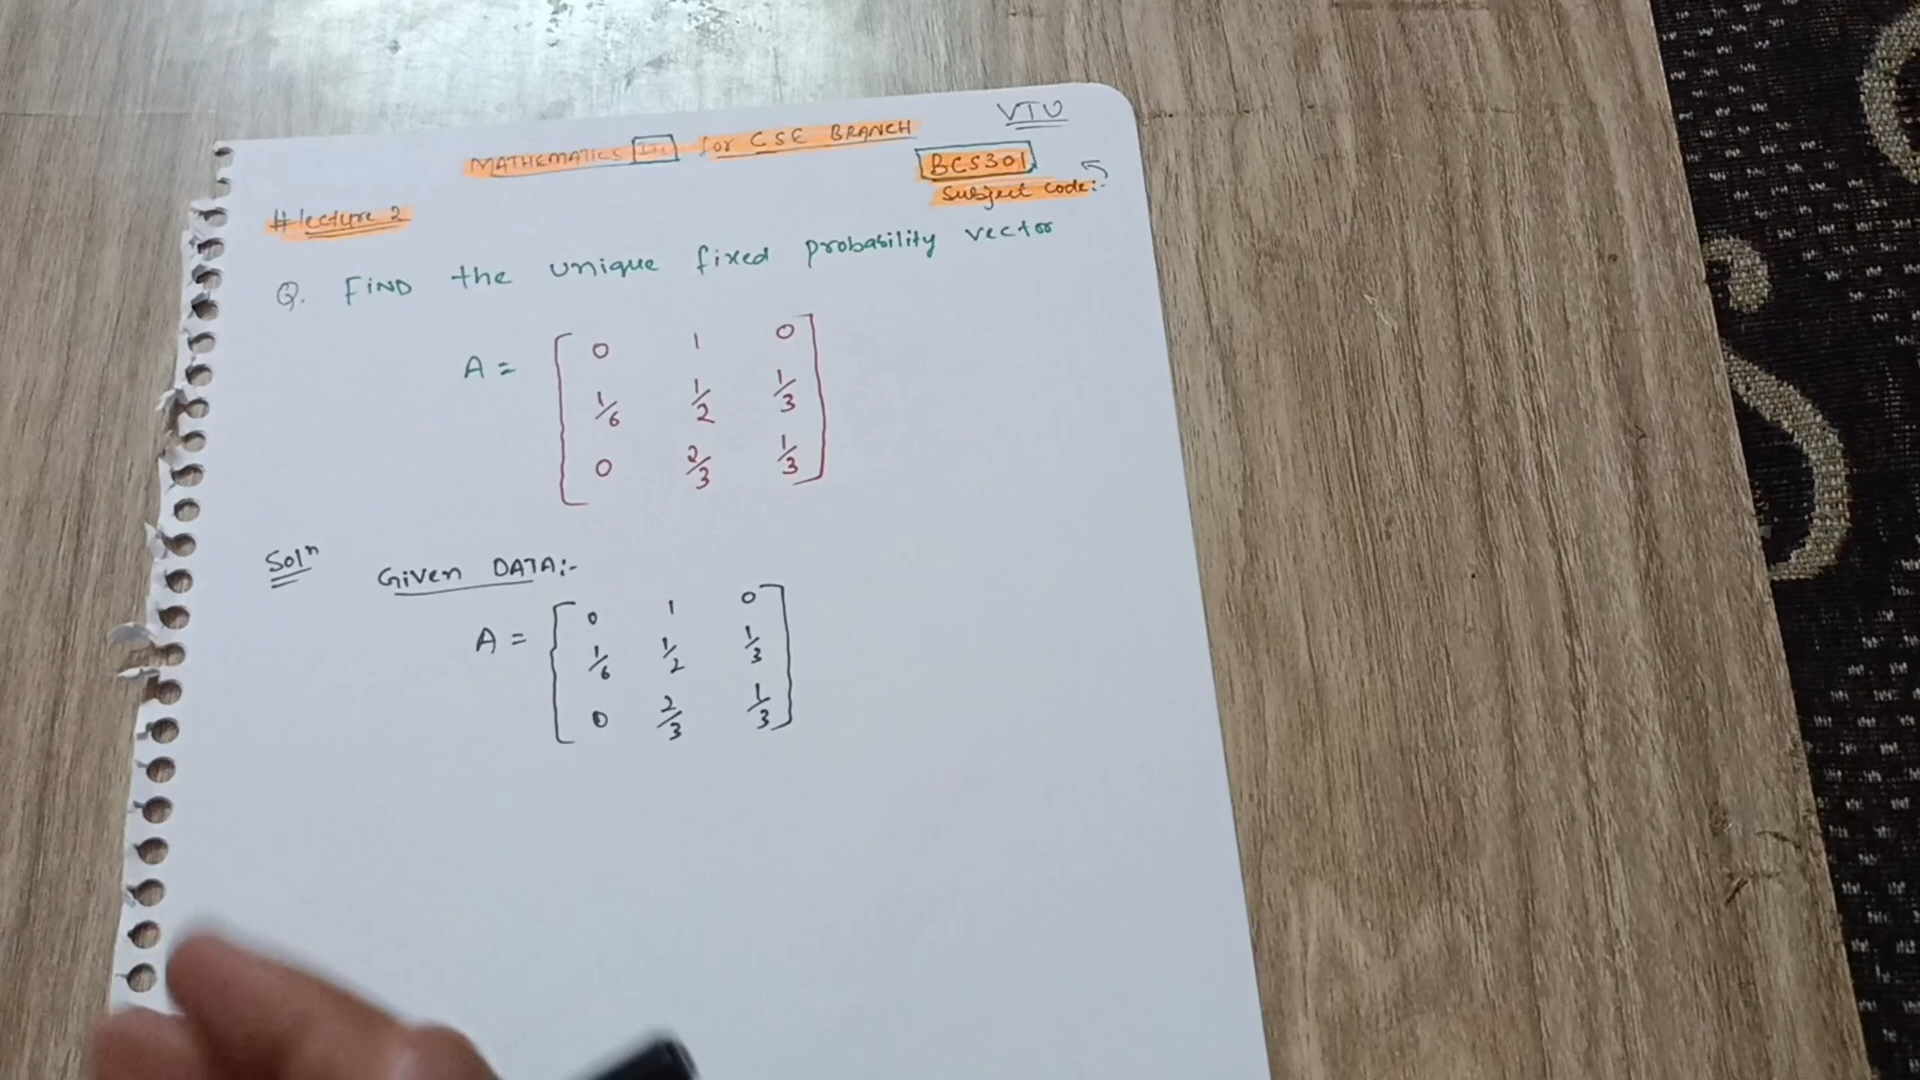 VTU
MATHEMATICS III for CSE BRANCH
BCS301
Subject code:-
# lecture 2
Q. FIND the unique fixed probability vector
A = [ 0 1 0
1/6 1/2 1/3
0 2/3 1/3 ]
Solⁿ Given DATA:-
A = [ 0 1 0
1/6 1/2 1/3
0 2/3 1/3 ]